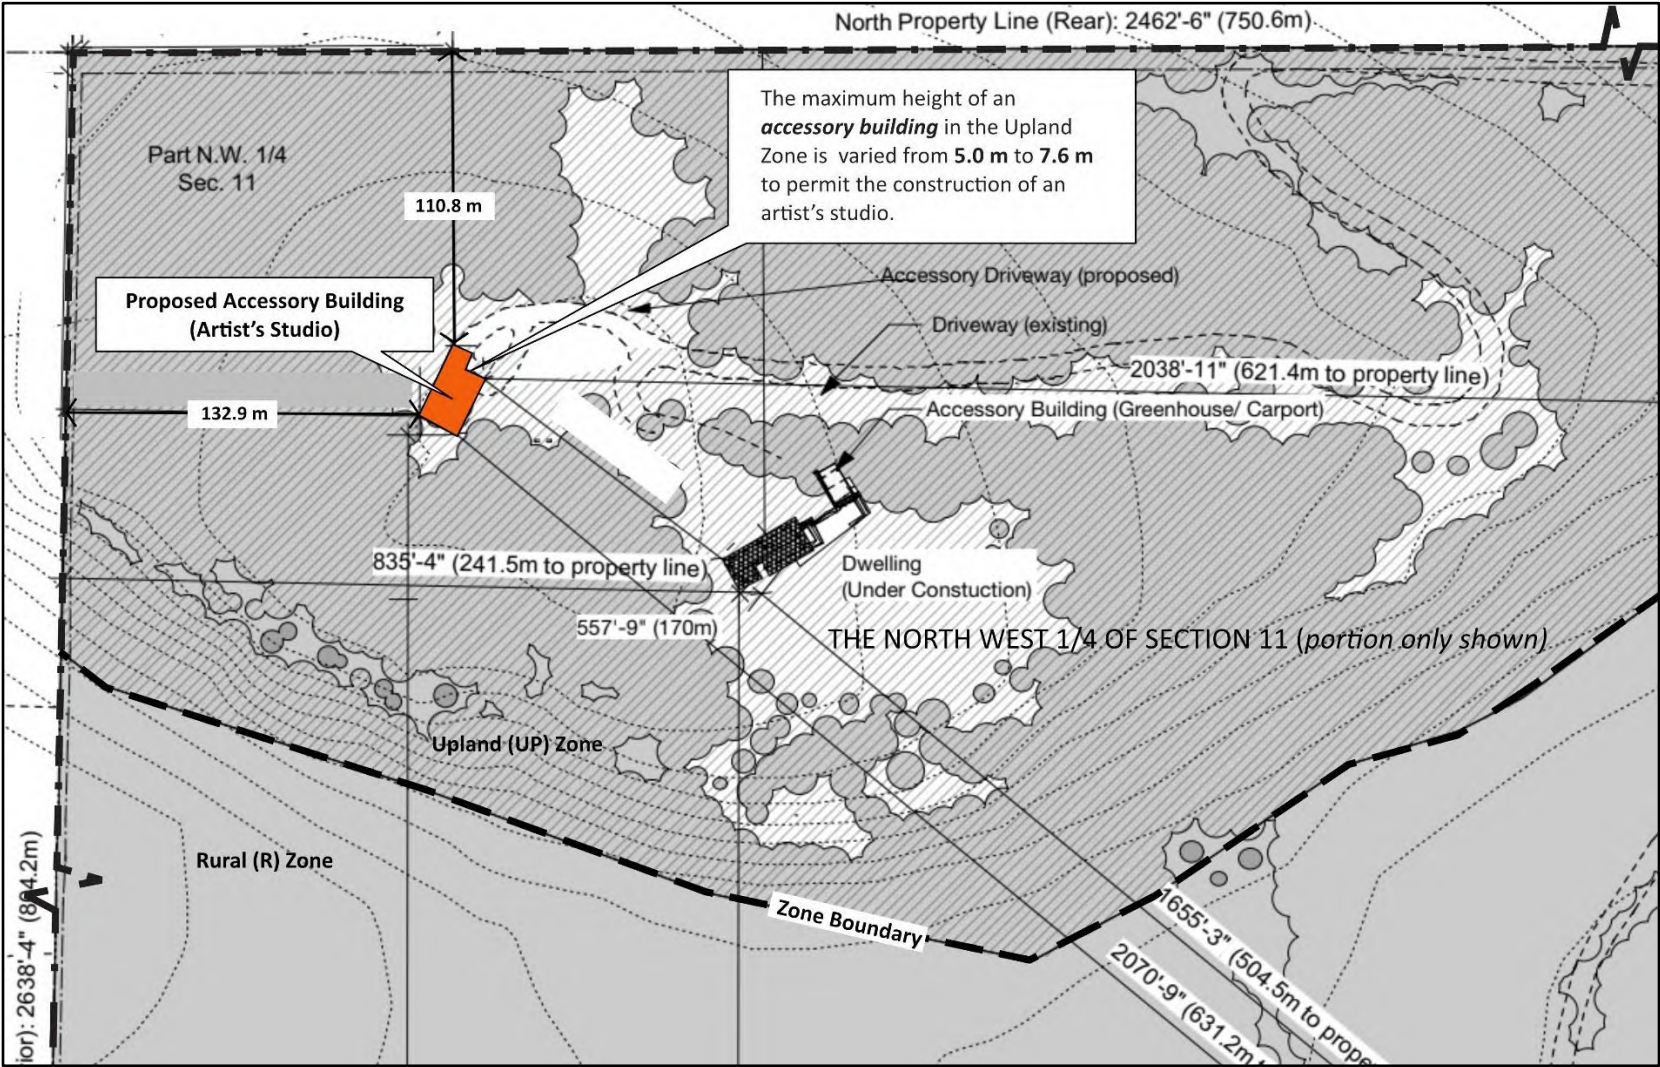 North Property Line (Rear): 2462'-6" (750.6m)
The maximum height of an
accessory building in the Upland
Zone is varied from 5.0 m to 7.6 m
to permit the construction of an
artist's studio.
Part N.W. 1/4
Sec. 11
110.8 m
Accessory Driveway (proposed)
Proposed Accessory Building
(Artist's Studio)
Driveway (existing)
2038'-11" (621.4m to property line)
132.9 m
Accessory Building (Greenhouse/ Carport)
835'-4" (241.5m to property line)
Dwelling
(Under Constuction)
557'-9" (170m)
THE NORTH WEST 1/4 OF SECTION 11 (portion only shown)
Upland (UP) Zone
Rural (R) Zone
Zone Boundary
1655'-3" (504.5m to prope
2070'-9" (631.2m
ior): 2638'-4" (804.2m)